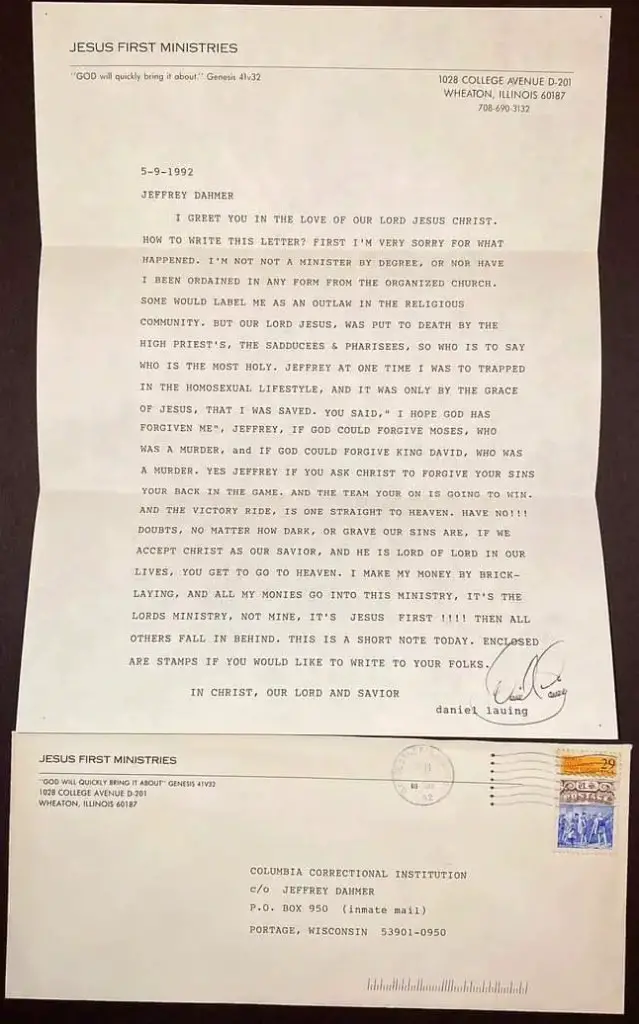 JESUS FIRST MINISTRIES
"GOD will quickly bring it about." Genesis 41v32
1028 COLLEGE AVENUE D-201
WHEATON, ILLINOIS 60187
708-690-3132
5-9-1992
JEFFREY DAHMER
I GREET YOU IN THE LOVE OF OUR LORD JESUS CHRIST.
HOW TO WRITE THIS LETTER? FIRST I'M VERY SORRY FOR WHAT
HAPPENED. I'M NOT NOT A MINISTER BY DEGREE, OR NOR HAVE
I BEEN ORDAINED IN ANY FORM FROM THE ORGANIZED CHURCH.
SOME WOULD LABEL ME AS AN OUTLAW IN THE RELIGIOUS
COMMUNITY. BUT OUR LORD JESUS, WAS PUT TO DEATH BY THE
HIGH PRIEST'S, THE SADDUCEES & PHARISEES, SO WHO IS TO SAY
WHO IS THE MOST HOLY. JEFFREY AT ONE TIME I WAS TO TRAPPED
IN THE HOMOSEXUAL LIFESTYLE, AND IT WAS ONLY BY THE GRACE
OF JESUS, THAT I WAS SAVED. YOU SAID," I HOPE GOD HAS
FORGIVEN ME", JEFFREY, IF GOD COULD FORGIVE MOSES, WHO
WAS A MURDER, and IF GOD COULD FORGIVE KING DAVID, WHO WAS
A MURDER. YES JEFFREY IF YOU ASK CHRIST TO FORGIVE YOUR SINS
YOUR BACK IN THE GAME. AND THE TEAM YOUR ON IS GOING TO WIN.
AND THE VICTORY RIDE, IS ONE STRAIGHT TO HEAVEN. HAVE NO!!!
DOUBTS, NO MATTER HOW DARK, OR GRAVE OUR SINS ARE, IF WE
ACCEPT CHRIST AS OUR SAVIOR, AND HE IS LORD OF LORD IN OUR
LIVES, YOU GET TO GO TO HEAVEN. I MAKE MY MONEY BY BRICK-
LAYING, AND ALL MY MONIES GO INTO THIS MINISTRY, IT'S THE
LORDS MINISTRY, NOT MINE, IT'S JESUS FIRST !!!! THEN ALL
OTHERS FALL IN BEHIND. THIS IS A SHORT NOTE TODAY. ENCLOSED
ARE STAMPS IF YOU WOULD LIKE TO WRITE TO YOUR FOLKS.
IN CHRIST, OUR LORD AND SAVIOR
daniel lauing
JESUS FIRST MINISTRIES
"GOD WILL QUICKLY BRING IT ABOUT" GENESIS 41V32
1028 COLLEGE AVENUE D-201
WHEATON, ILLINOIS 60187
29
COLUMBIA CORRECTIONAL INSTITUTION
c/o JEFFREY DAHMER
P.O. BOX 950 (inmate mail)
PORTAGE, WISCONSIN 53901-0950